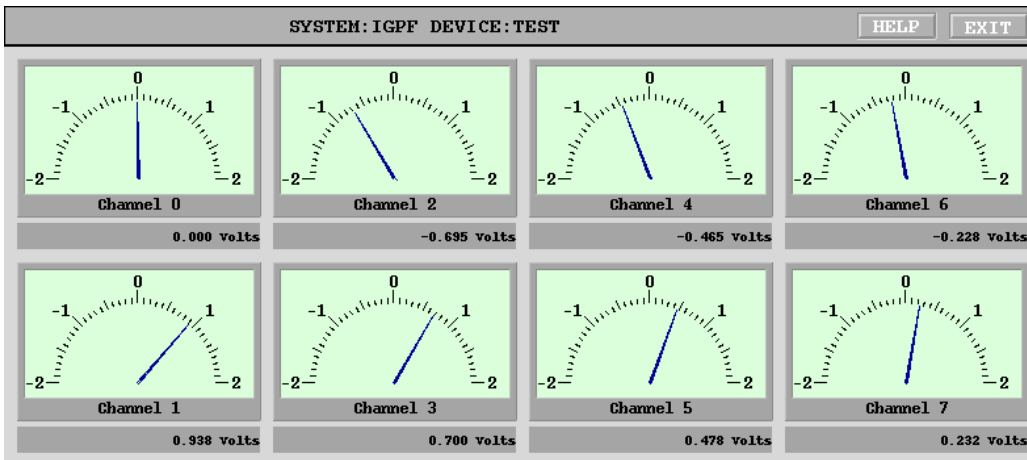 SYSTEM:IGPF DEVICE:TEST HELP EXIT
0 0 0 0
-1 1 -1 1 -1 1 -1 1
-2 2 -2 2 -2 2 -2 2
Channel 0 Channel 2 Channel 4 Channel 6
0.000 Volts -0.695 Volts -0.465 Volts -0.228 Volts
0 0 0 0
-1 1 -1 1 -1 1 -1 1
-2 2 -2 2 -2 2 -2 2
Channel 1 Channel 3 Channel 5 Channel 7
0.938 Volts 0.700 Volts 0.478 Volts 0.232 Volts